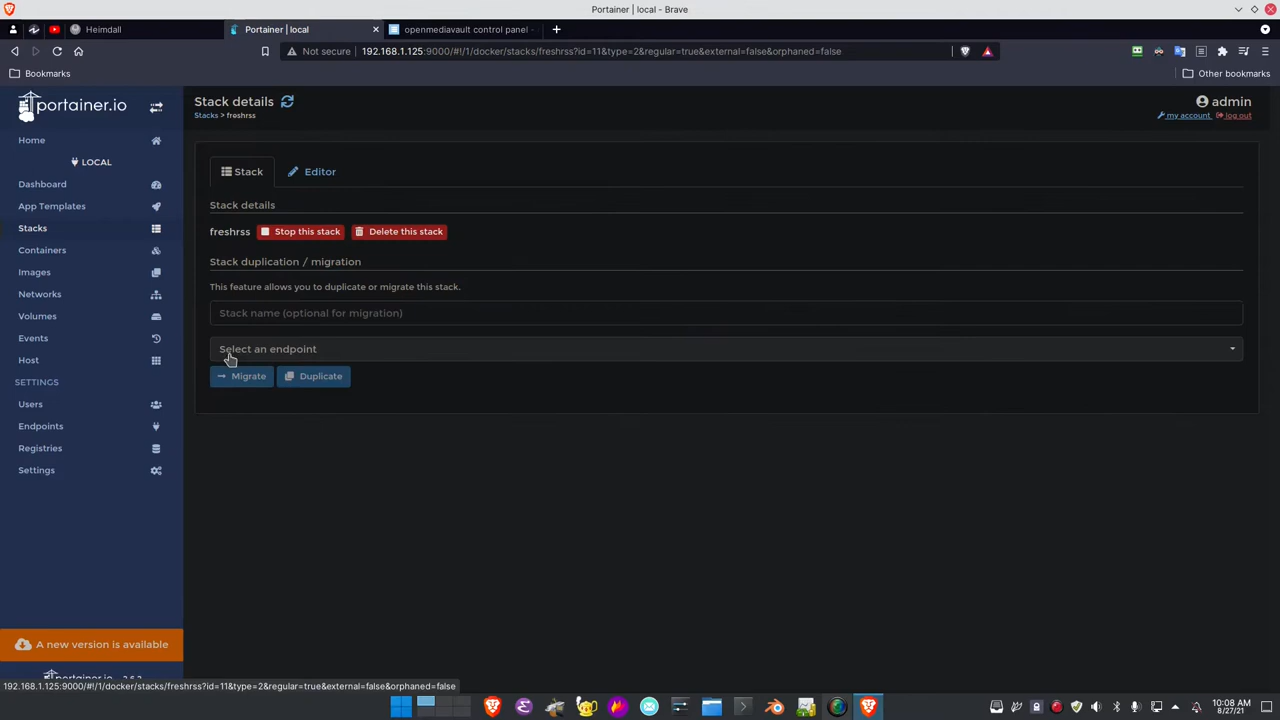 Portainer | local - Brave
Heimdall
Portainer | local
openmediavault control panel -
Not secure
192.168.1.125:9000/#!/1/docker/stacks/freshrss?id=11&type=2&regular=true&external=false&orphaned=false
Bookmarks
Other bookmarks
portainer.io
Stack details
admin
Stacks > freshrss
my account
log out
Home
LOCAL
Dashboard
App Templates
Stacks
Containers
Images
Networks
Volumes
Events
Host
SETTINGS
Users
Endpoints
Registries
Settings
A new version is available
portainer.io
Stack
Editor
Stack details
freshrss
Stop this stack
Delete this stack
Stack duplication / migration
This feature allows you to duplicate or migrate this stack.
Stack name (optional for migration)
Select an endpoint
Migrate
Duplicate
192.168.1.125:9000/#!/1/docker/stacks/freshrss?id=11&type=2&regular=true&external=false&orphaned=false
10:08 AM
8/27/21